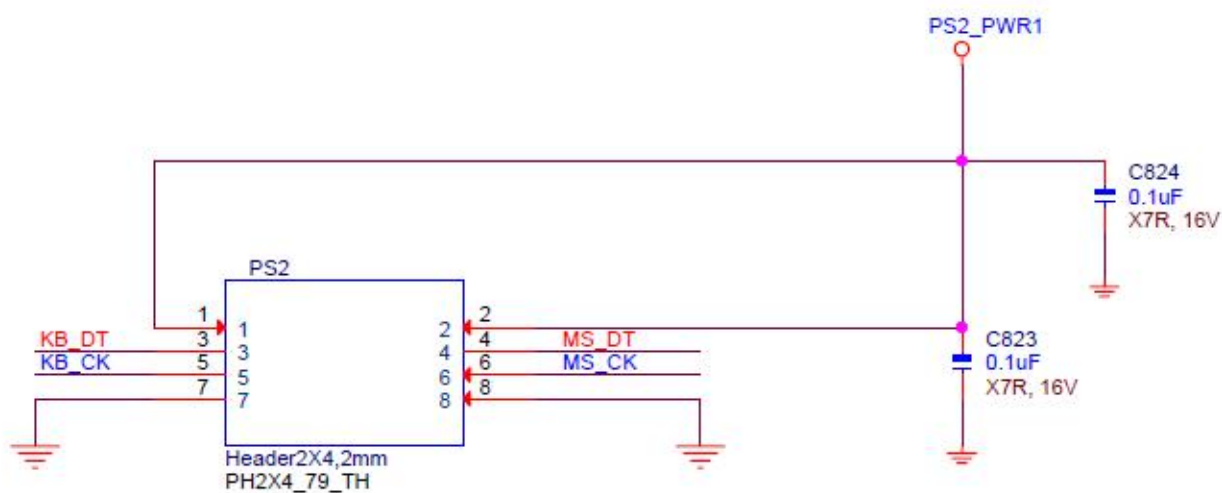 PS2_PWR1
C824
0.1uF
X7R, 16V
PS2
1 1 2 2
KB_DT 3 3 4 4 MS_DT
KB_CK 5 5 6 6 MS_CK
7 7 8 8
C823
0.1uF
X7R, 16V
Header2X4,2mm
PH2X4_79_TH